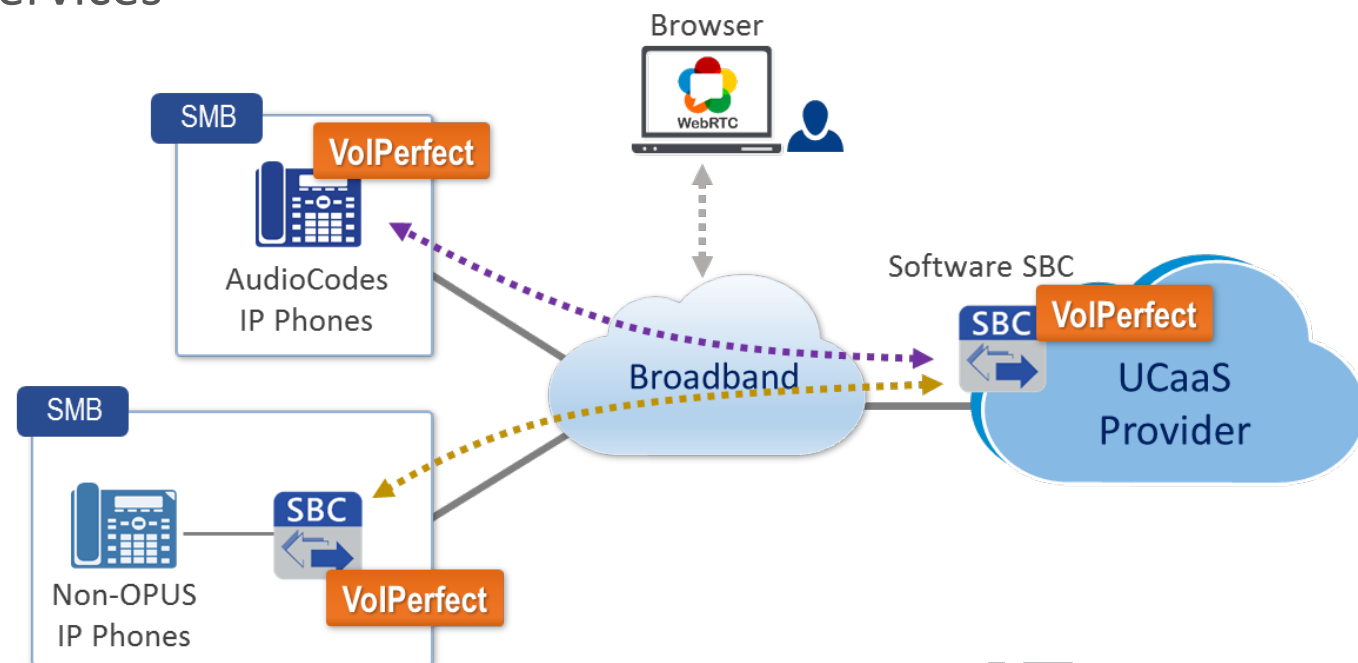 ervices
Browser
WebRTC
SMB
VoIPerfect
AudioCodes
IP Phones
Software SBC
SBC
VoIPerfect
Broadband
UCaaS
Provider
SMB
SBC
VoIPerfect
Non-OPUS
IP Phones